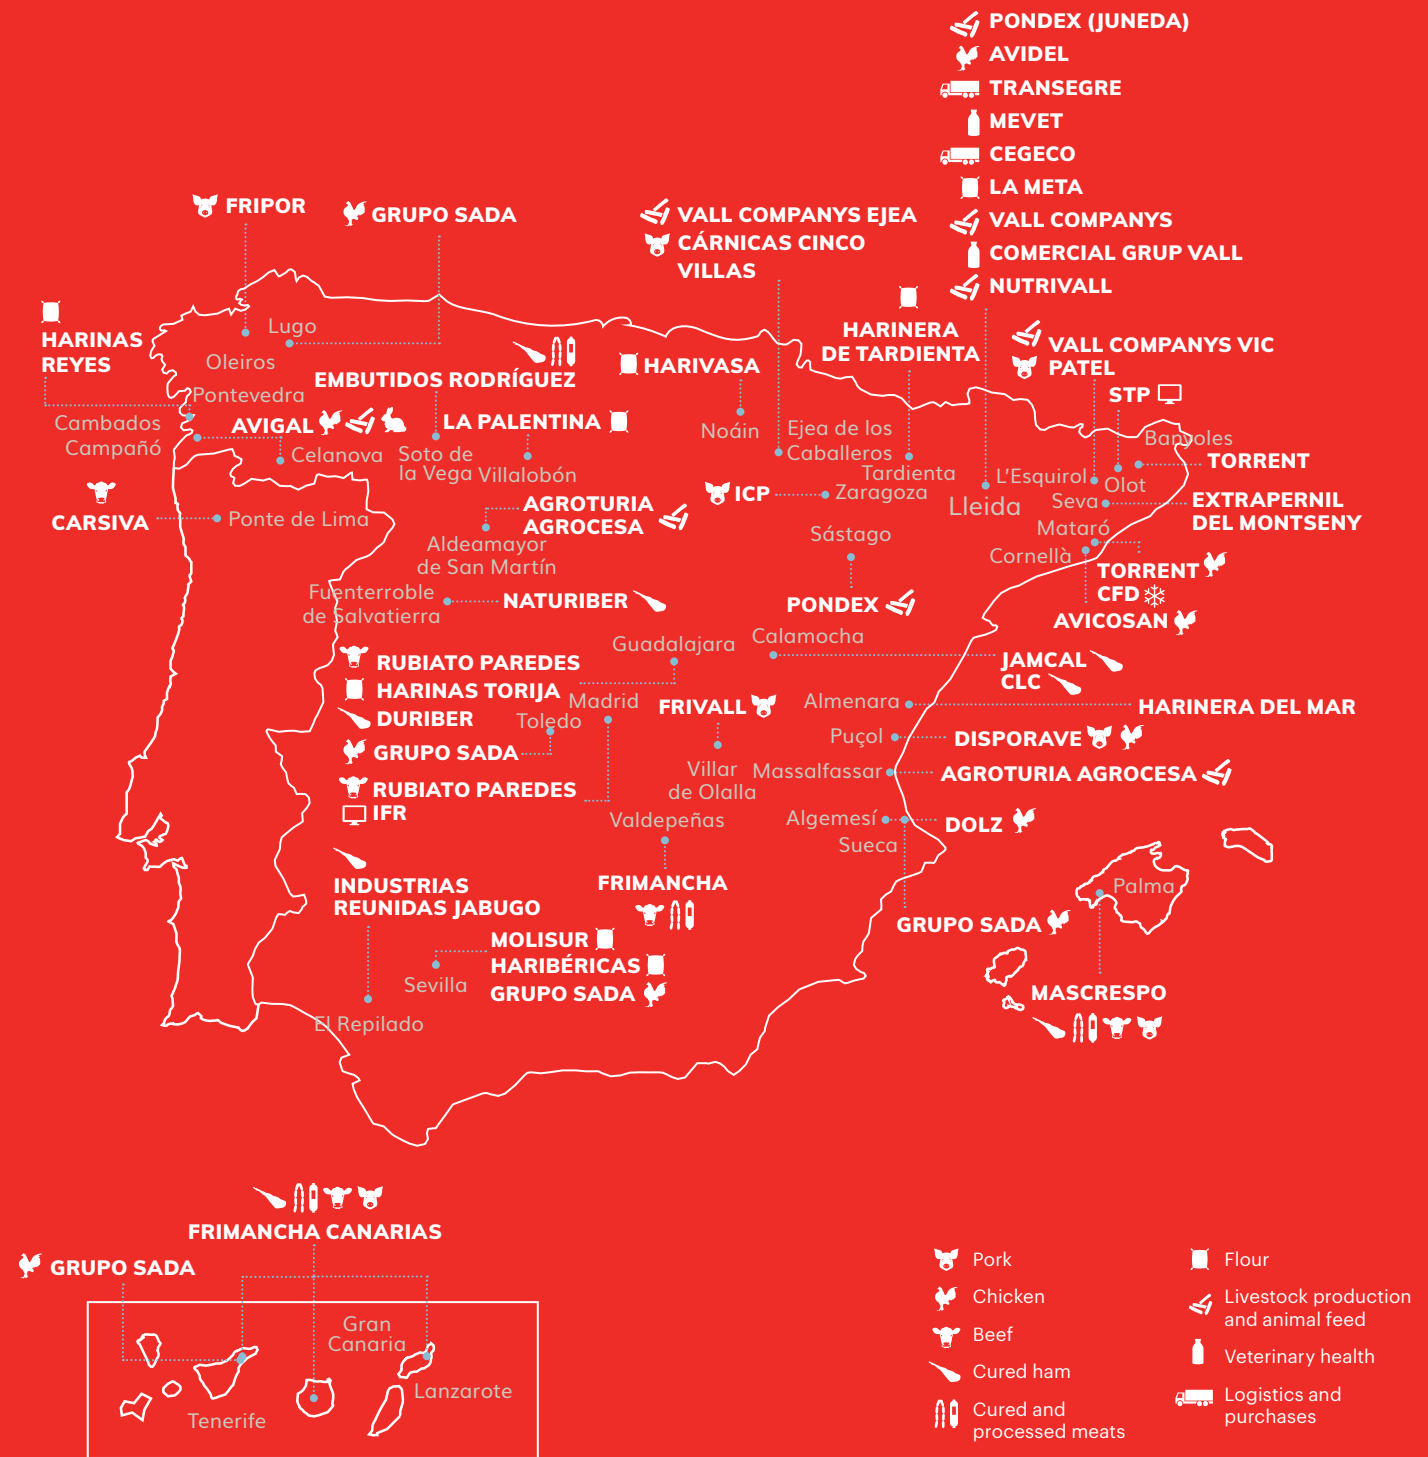 PONDEX (JUNEDA)
AVIDEL
TRANSEGRE
MEVET
CEGECO
LA META
VALL COMPANYS
COMERCIAL GRUP VALL
NUTRIVALL
FRIPOR
GRUPO SADA
VALL COMPANYS EJEA
CÁRNICAS CINCO
VILLAS
HARINAS
REYES
Lugo
Oleiros
HARINERA
DE TARDIENTA
VALL COMPANYS VIC
PATEL
STP
EMBUTIDOS RODRÍGUEZ
HARIVASA
Pontevedra
Cambados
Campañó
AVIGAL
LA PALENTINA
Noáin
Ejea de los
Caballeros
Banyoles
TORRENT
Celanova
Soto de
la Vega
Villalobón
Tardienta
Zaragoza
L'Esquirol
Olot
Lleida
Seva
EXTRAPERNIL
DEL MONTSENY
CARSIVA
Ponte de Lima
AGROTURIA
AGROCESA
ICP
Aldeamayor
de San Martín
Sástago
Mataró
Cornellà
TORRENT
CFD
AVICOSAN
Fuenterroble
de Salvatierra
NATURIBER
PONDEX
Guadalajara
Calamocha
JAMCAL
CLC
RUBIATO PAREDES
HARINAS TORIJA
DURIBER
GRUPO SADA
Toledo
Madrid
FRIVALL
Almenara
HARINERA DEL MAR
Puçol
DISPORAVE
Villar
de Olalla
Massalfassar
AGROTURIA AGROCESA
RUBIATO PAREDES
IFR
Valdepeñas
Algemesí
Sueca
DOLZ
INDUSTRIAS
REUNIDAS JABUGO
FRIMANCHA
Palma
GRUPO SADA
MOLISUR
HARIBÉRICAS
GRUPO SADA
Sevilla
El Repilado
MASCRESPO
FRIMANCHA CANARIAS
GRUPO SADA
Gran
Canaria
Lanzarote
Tenerife
Pork
Chicken
Beef
Cured ham
Cured and
processed meats
Flour
Livestock production
and animal feed
Veterinary health
Logistics and
purchases